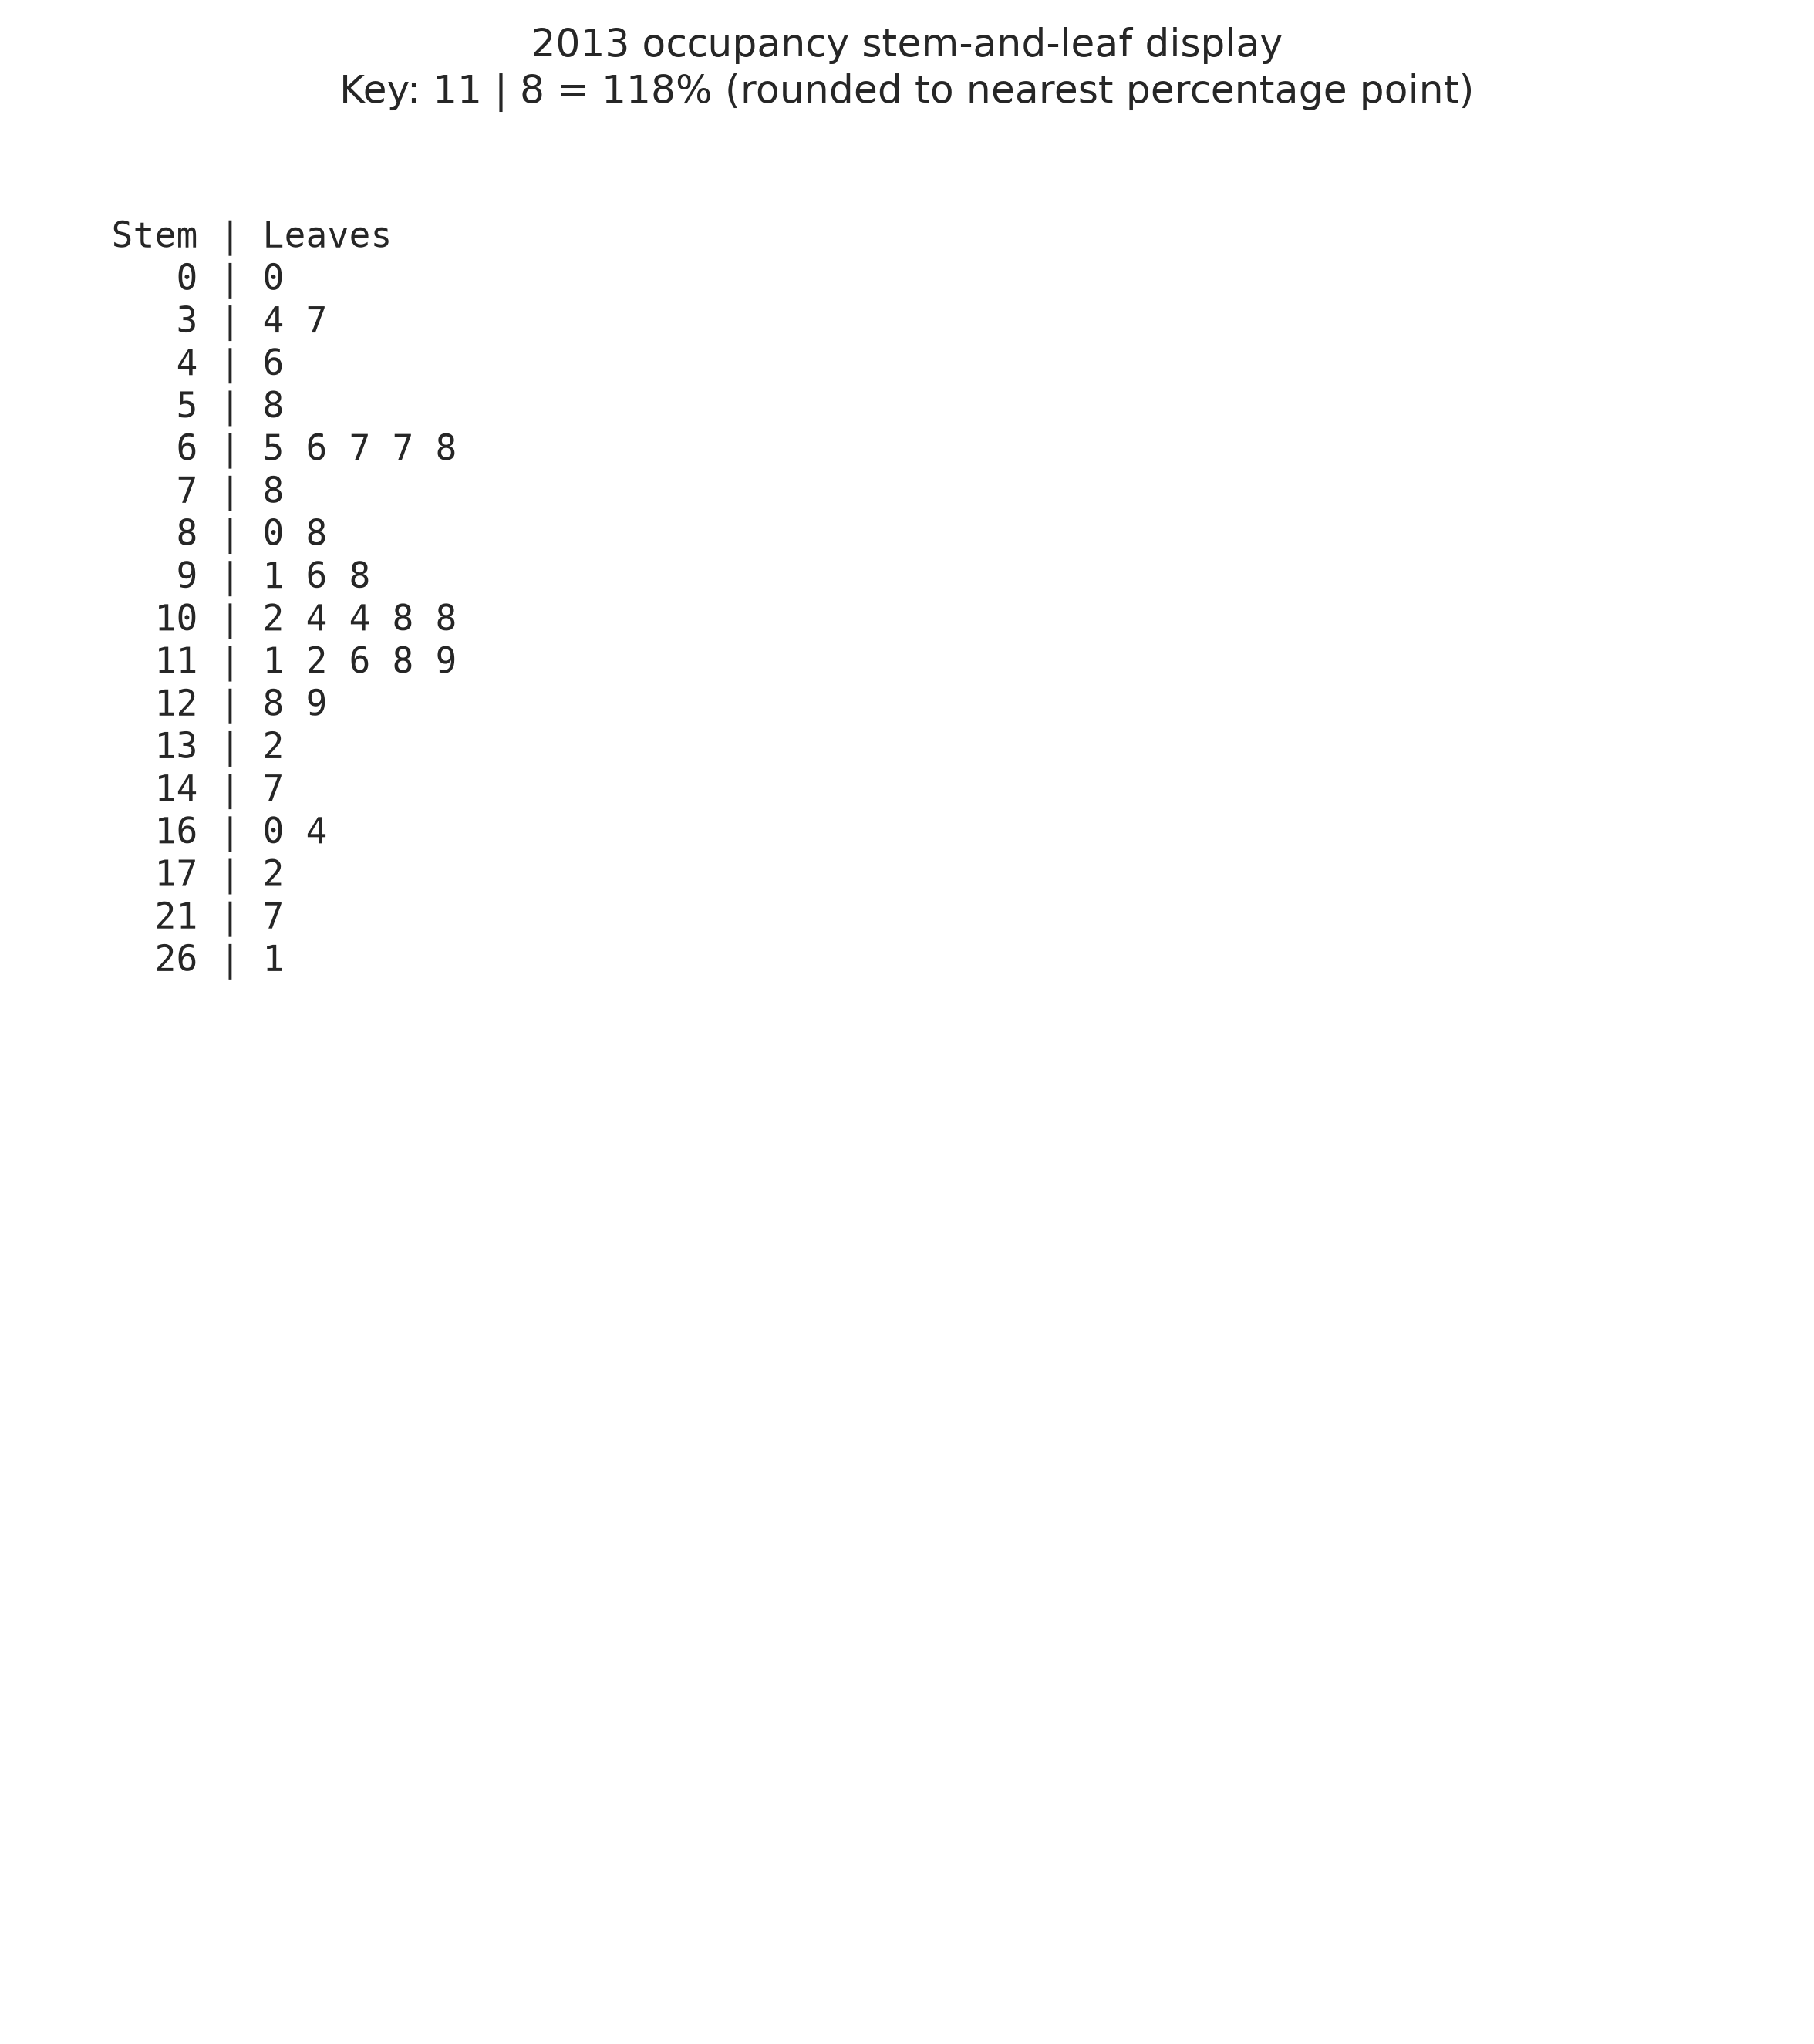 2013 occupancy stem-and-leaf display
Key: 11 | 8 = 118% (rounded to nearest percentage point)
Stem | Leaves
0 | 0
3 | 4 7
4 | 6
5 | 8
6 | 5 6 7 7 8
7 | 8
8 | 0 8
9 | 1 6 8
10 | 2 4 4 8 8
11 | 1 2 6 8 9
12 | 8 9
13 | 2
14 | 7
16 | 0 4
17 | 2
21 | 7
26 | 1